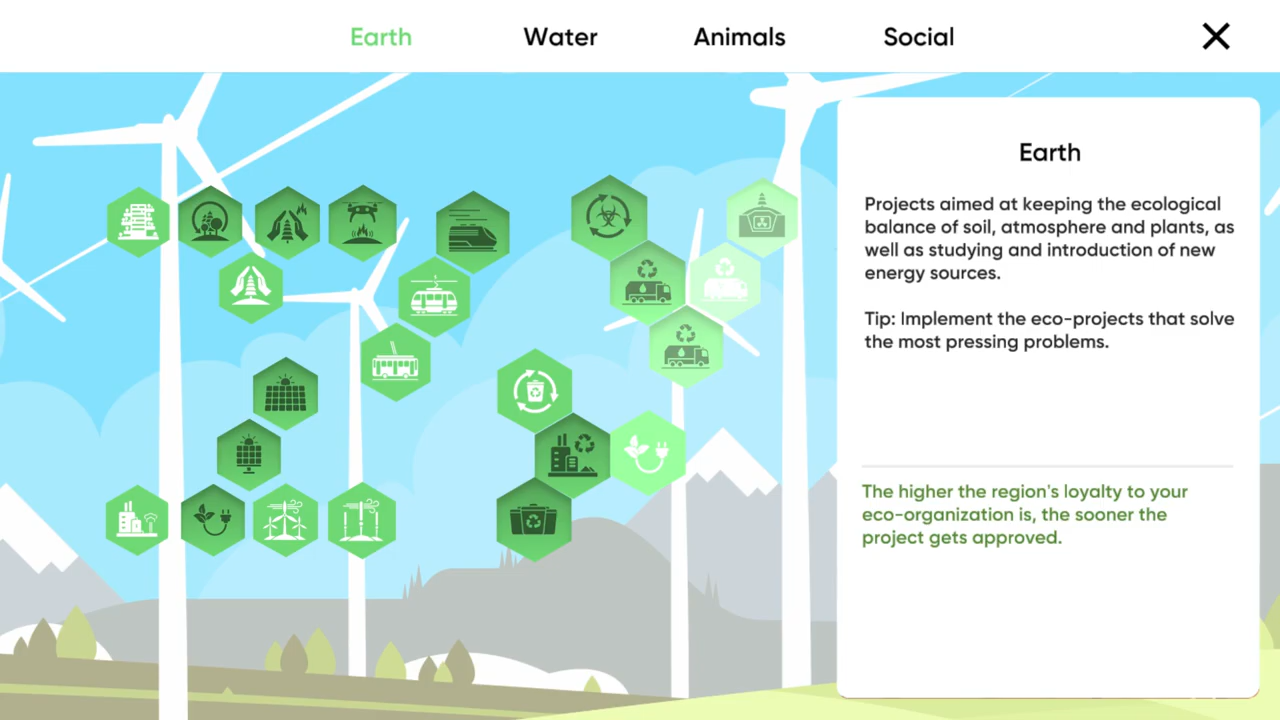 Earth
Water
Animals
Social
Earth
Projects aimed at keeping the ecological
balance of soil, atmosphere and plants, as
well as studying and introduction of new
energy sources.
Tip: Implement the eco-projects that solve
the most pressing problems.
The higher the region's loyalty to your
eco-organization is, the sooner the
project gets approved.